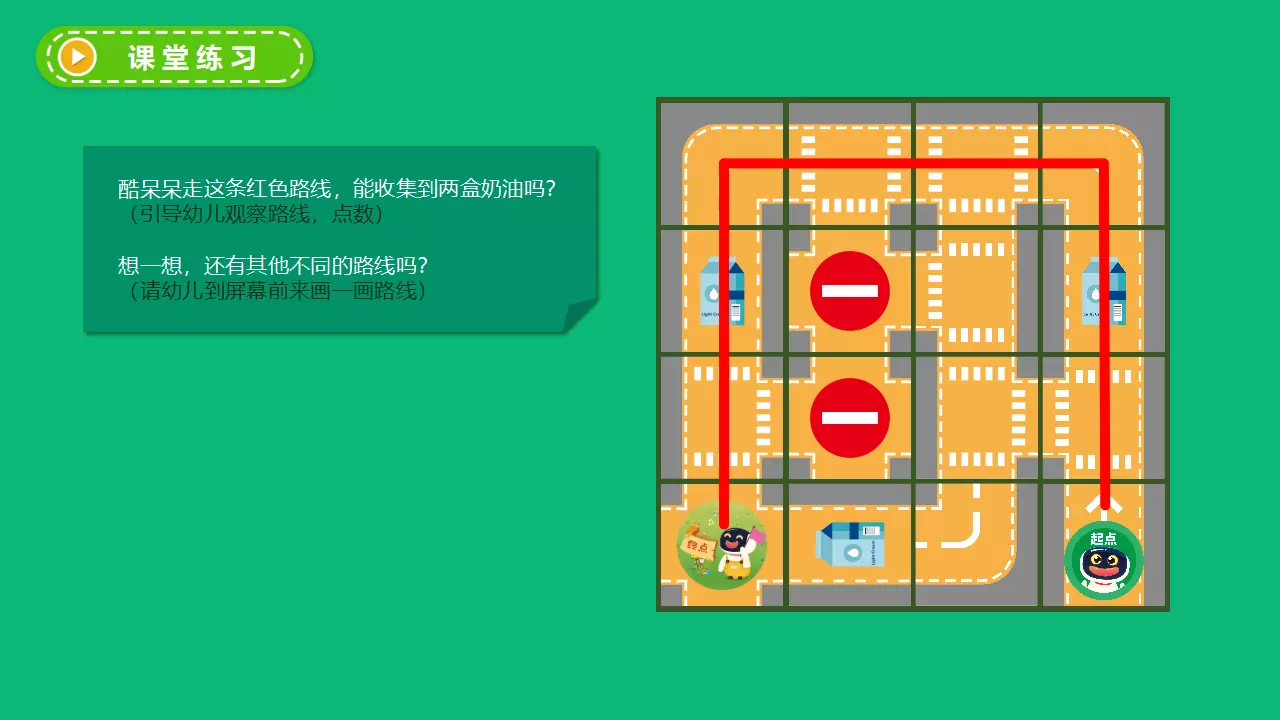 课堂练习
酷呆呆走这条红色路线，能收集到两盒奶油吗？
（引导幼儿观察路线，点数）
想一想，还有其他不同的路线吗？
（请幼儿到屏幕前来画一画路线）
终点
起点